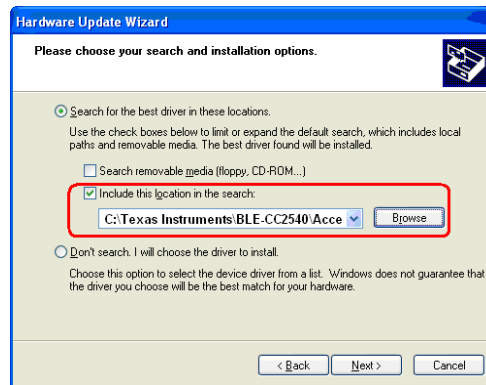 Hardware Update Wizard
Please choose your search and installation options.
Search for the best driver in these locations.
Use the check boxes below to limit or expand the default search, which includes local
paths and removable media. The best driver found will be installed.
Search removable media (floppy, CD-ROM...)
Include this location in the search:
C:\Texas Instruments\BLE-CC2540\Acce
Browse
Don't search. I will choose the driver to install.
Choose this option to select the device driver from a list. Windows does not guarantee that
the driver you choose will be the best match for your hardware.
< Back Next > Cancel